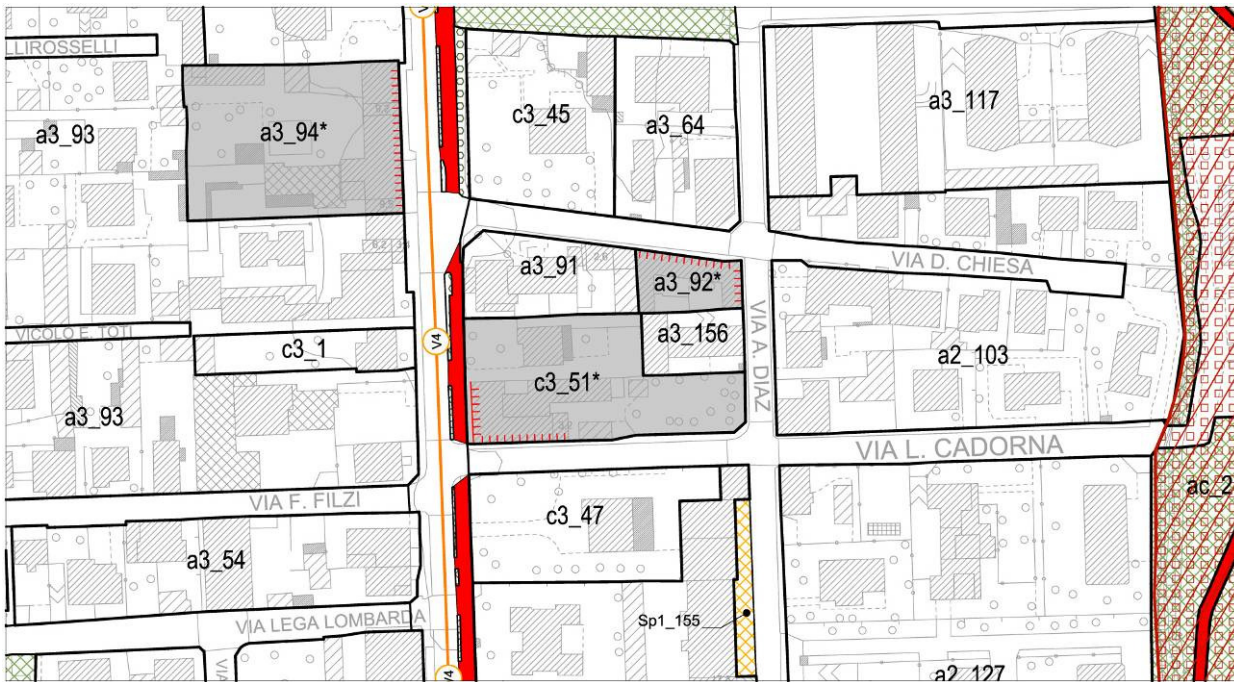 LLIROSSELLI
a3_93
a3_94*
c3_45
a3_64
a3_117
a3_91
a3_92*
VIA D. CHIESA
VICOLO E. TOTI
c3_1
V4
a3_156
VIA A. DIAZ
a2_103
c3_51*
a3_93
VIA L. CADORNA
VIA F. FILZI
c3_47
ac_2
a3_54
VIA LEGA LOMBARDA
Sp1_155
VIA
V4
a2_127